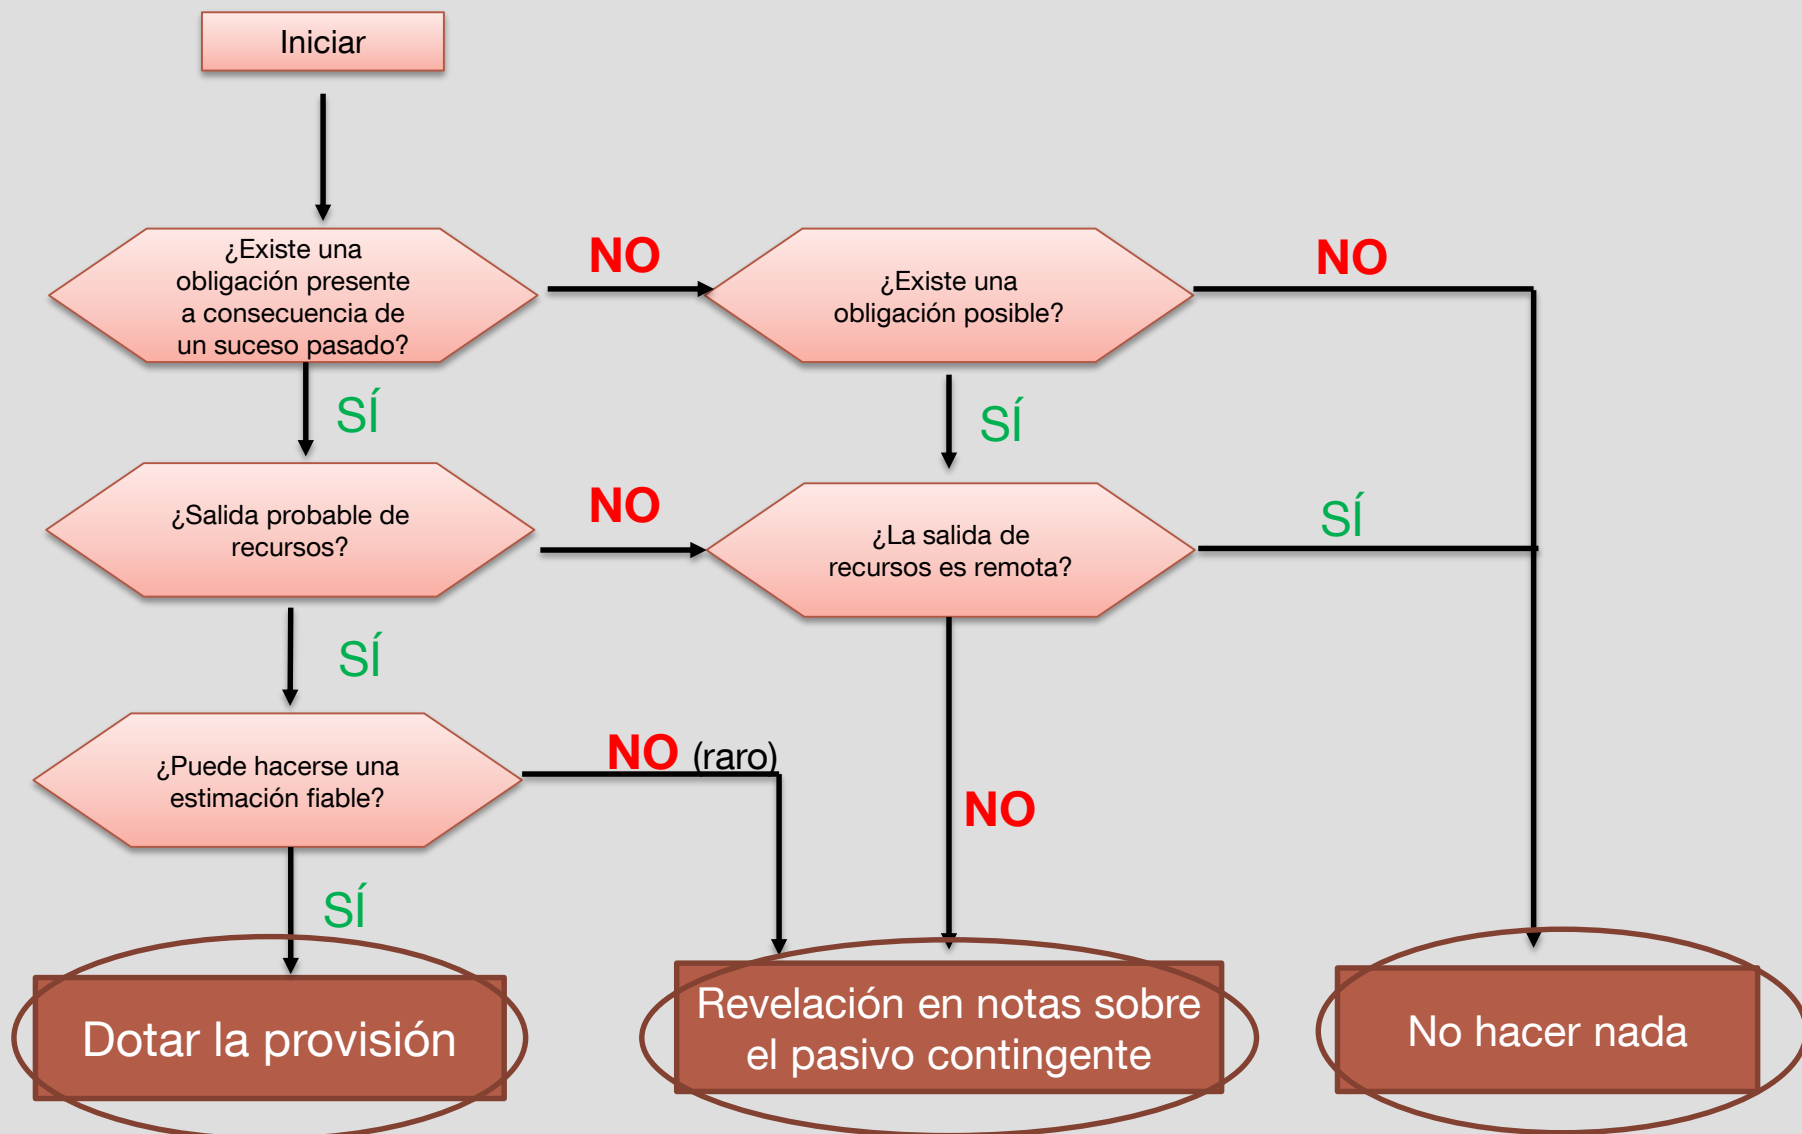 Iniciar
¿Existe una
obligación presente
a consecuencia de
un suceso pasado?
NO
¿Existe una
obligación posible?
NO
SÍ
SÍ
¿Salida probable de
recursos?
NO
¿La salida de
recursos es remota?
SÍ
SÍ
¿Puede hacerse una
estimación fiable?
NO (raro)
NO
SÍ
Dotar la provisión
Revelación en notas sobre
el pasivo contingente
No hacer nada